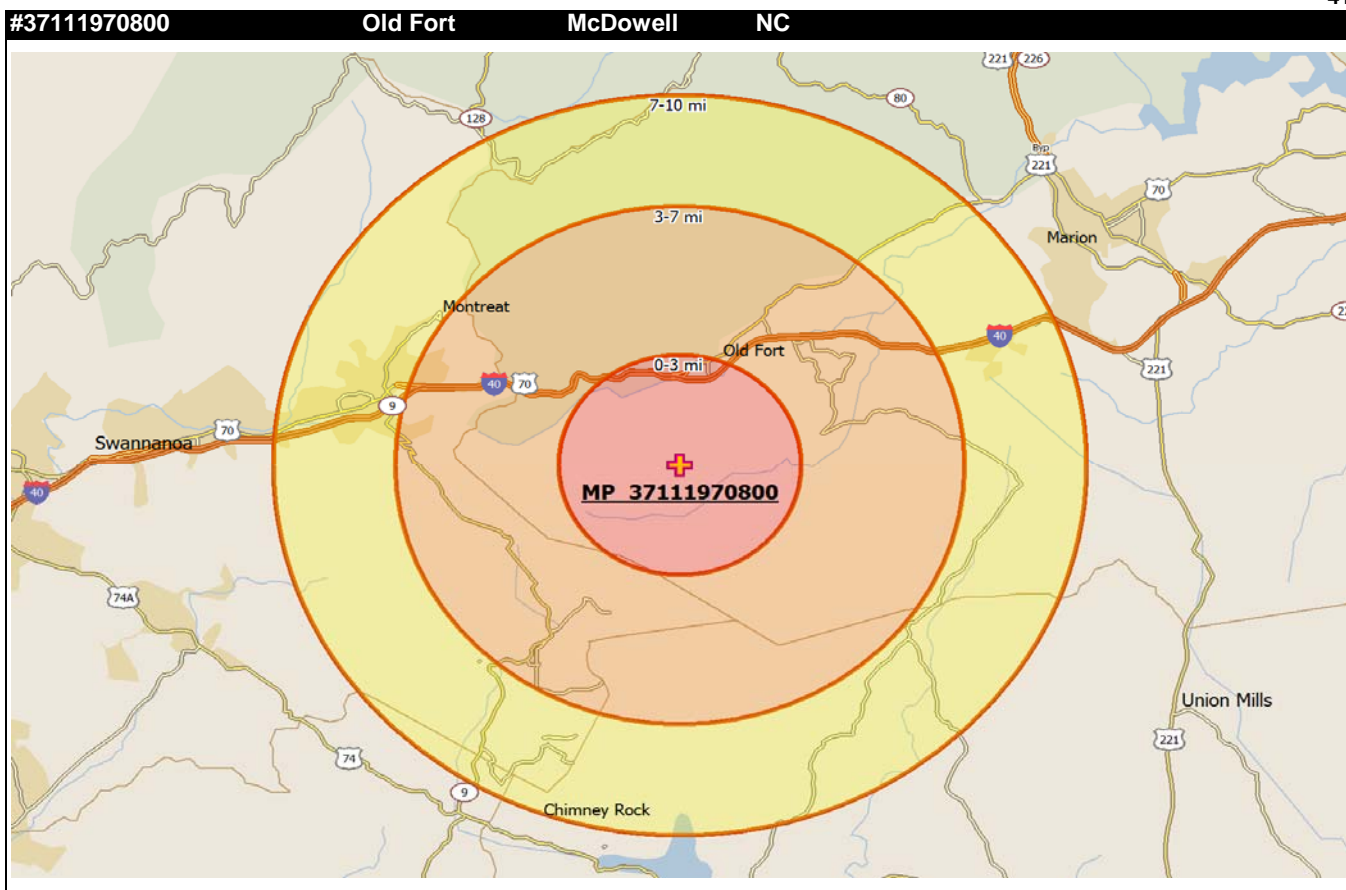 #37111970800 Old Fort McDowell NC
221 226
7-10 mi
80
128
Byp
221
70
3-7 mi
Marion
Montreat
40
Old Fort
0-3 mi
40 70
221
9
70
Swannanoa
40
MP 37111970800
74A
Union Mills
221
74
9
Chimney Rock